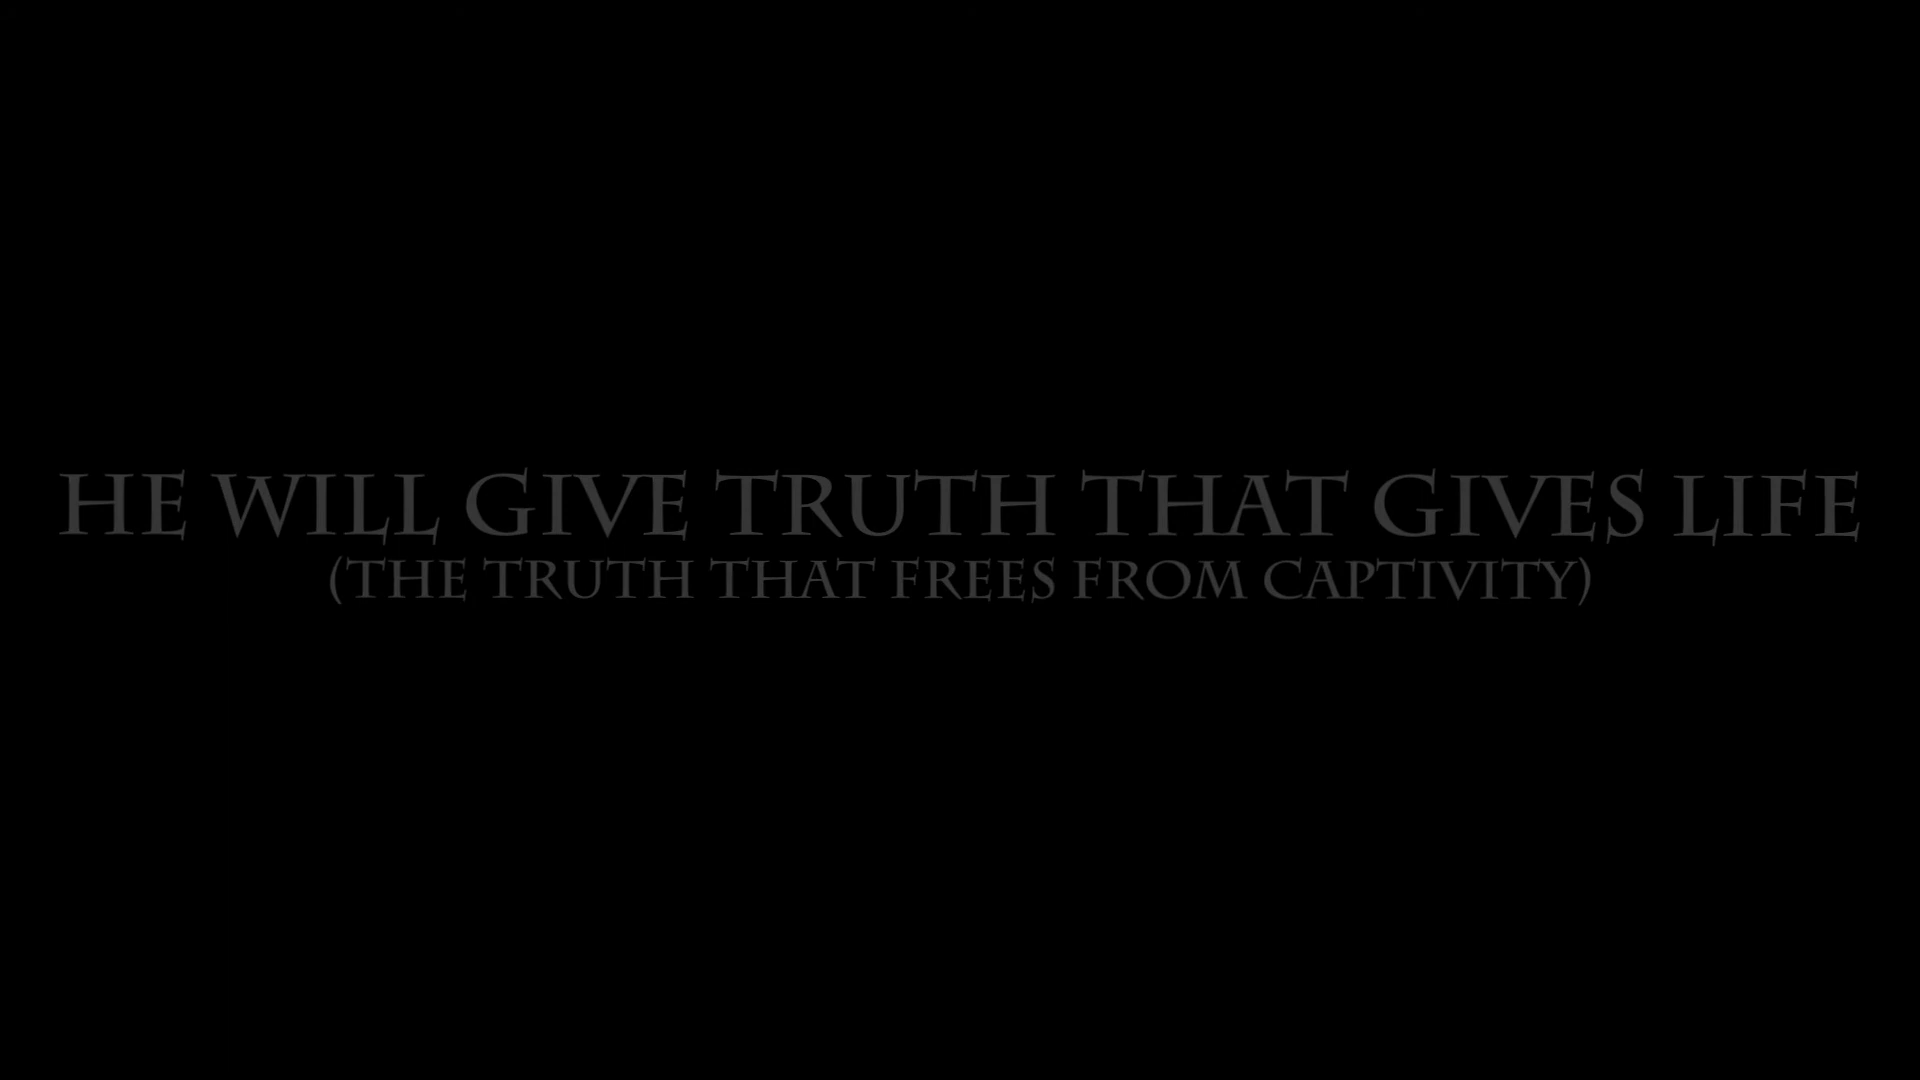 HE WILL GIVE TRUTH THAT GIVES LIFE
(THE TRUTH THAT FREES FROM CAPTIVITY)